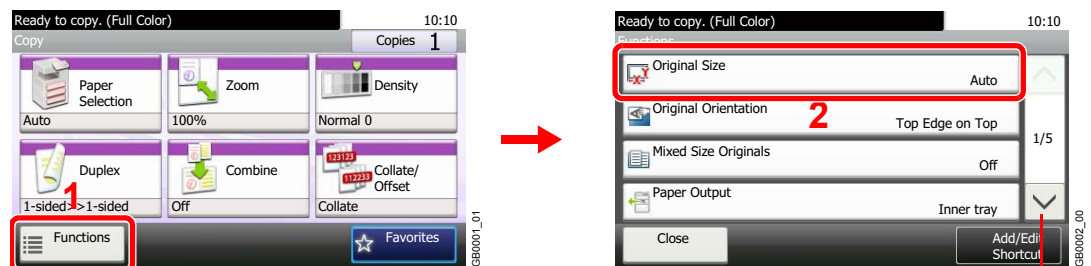 Ready to copy. (Full Color)
10:10
Copy
Copies 1
Paper
Selection
Auto
Zoom
100%
Density
Normal 0
Duplex
1-sided>>1-sided
Combine
Off
123123
112233
Collate/
Offset
Collate
1
Functions
Favorites
GB0001_01
Ready to copy. (Full Color)
10:10
Functions
Original Size
Auto
Original Orientation
Top Edge on Top
2
Mixed Size Originals
Off
1/5
Paper Output
Inner tray
Close
Add/Edit
Shortcut
GB0002_00